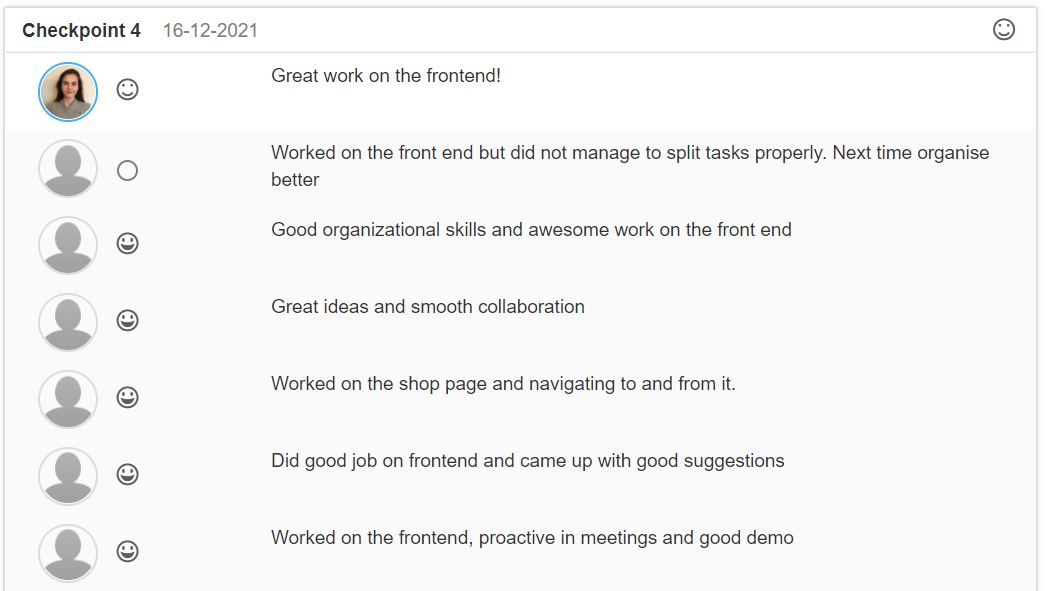 Checkpoint 4 16-12-2021
Great work on the frontend!
Worked on the front end but did not manage to split tasks properly. Next time organise
better
Good organizational skills and awesome work on the front end
Great ideas and smooth collaboration
Worked on the shop page and navigating to and from it.
Did good job on frontend and came up with good suggestions
Worked on the frontend, proactive in meetings and good demo